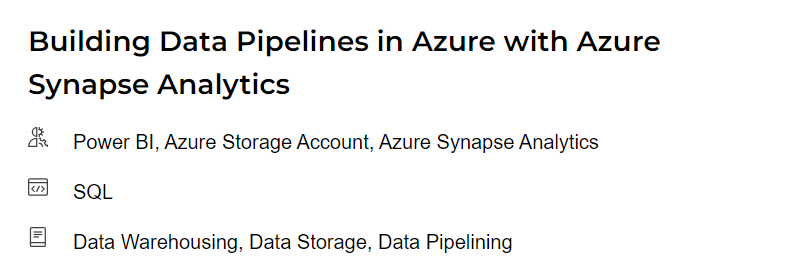 Building Data Pipelines in Azure with Azure
Synapse Analytics
Power BI, Azure Storage Account, Azure Synapse Analytics
SQL
Data Warehousing, Data Storage, Data Pipelining